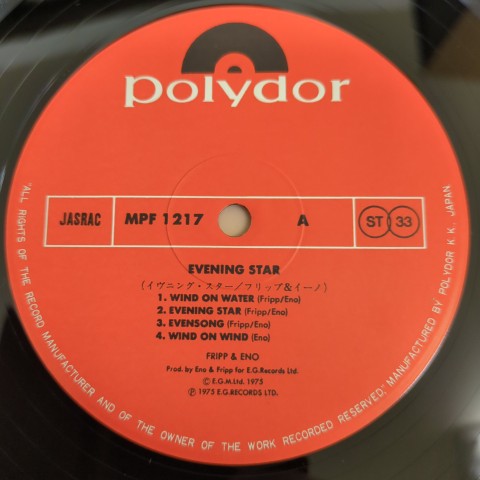 polydor
JASRAC MPF 1217 A ST 33
EVENING STAR
(イヴニング・スター/フリップ&イーノ)
1. WIND ON WATER (Fripp/Eno)
2. EVENING STAR (Fripp/Eno)
3. EVENSONG (Fripp/Eno)
4. WIND ON WIND (Eno)
FRIPP & ENO
Prod. by Eno & Fripp for E.G.Records Ltd.
© E.G.M.Ltd. 1975
℗ 1975 E.G.RECORDS LTD.
"ALL RIGHTS OF THE RECORD MANUFACTURER AND OF THE OWNER OF THE WORK RECORDED RESERVED." MANUFACTURED BY POLYDOR K.K. JAPAN